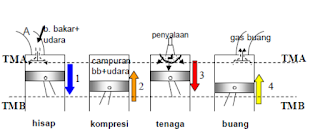 A
b. bakar+
udara
penyalaan
gas buang
TMA
TMA
campuran
bb+udara
1
2
3
4
TMB
TMB
hisap
kompresi
tenaga
buang